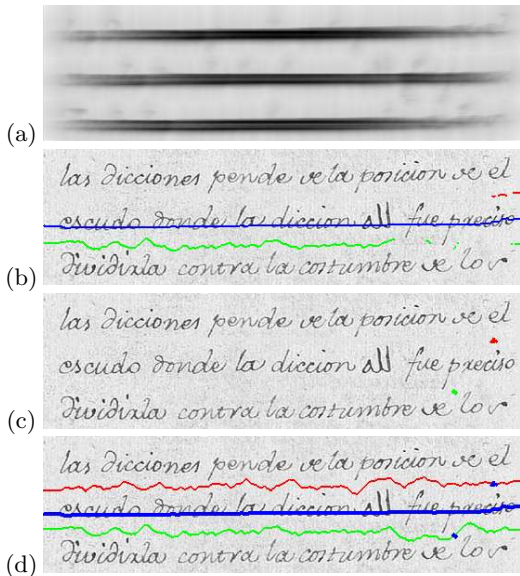 (a)
(b)
las dicciones pende de la posicion de el
escudo donde la diccion all fue preciso
dividirla contra la costumbre de los
(c)
las dicciones pende de la posicion de el
escudo donde la diccion all fue preciso
dividirla contra la costumbre de los
(d)
las dicciones pende de la posicion de el
escudo donde la diccion all fue preciso
dividirla contra la costumbre de los